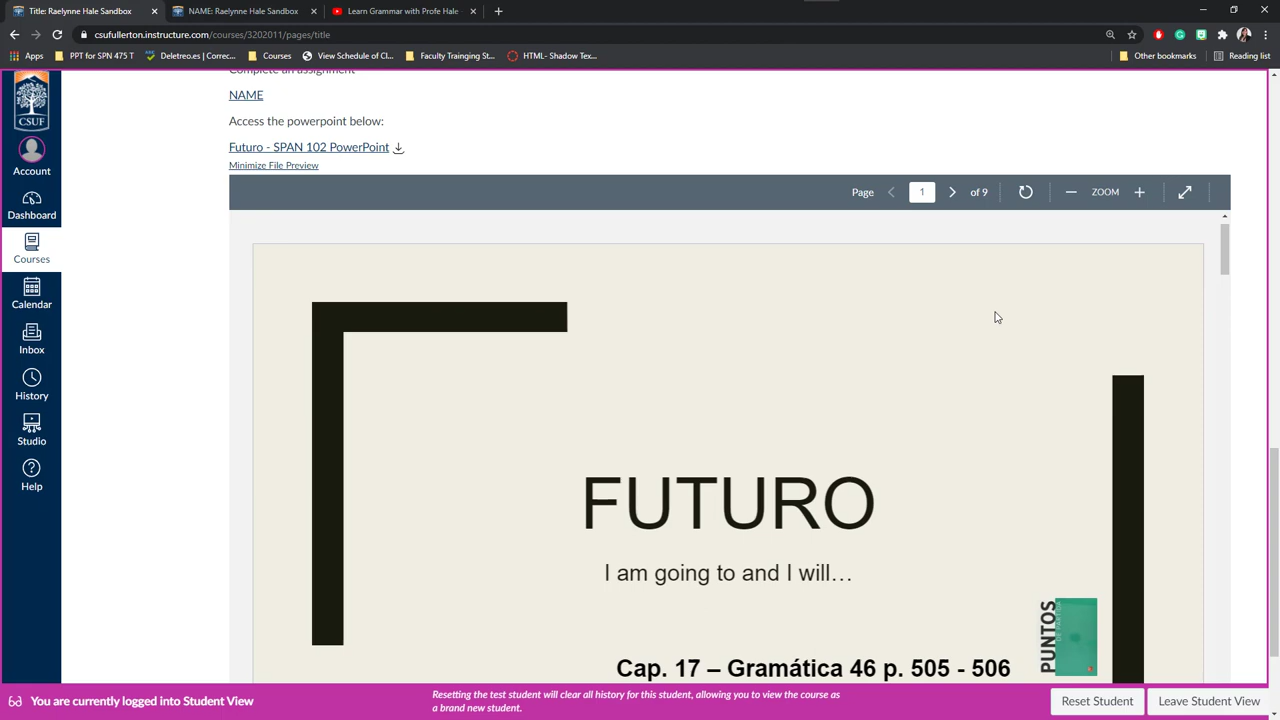 Title: Raelynne Hale Sandbox
NAME: Raelynne Hale Sandbox
Learn Grammar with Profe Hale -
csufullerton.instructure.com/courses/3202011/pages/title
Apps
PPT for SPN 475 T
Deletreo.es | Correc...
Courses
View Schedule of Cl...
Faculty Trainging St...
HTML- Shadow Tex...
Other bookmarks
Reading list
Complete an assignment
NAME
Access the powerpoint below:
Futuro - SPAN 102 PowerPoint
Minimize File Preview
Page 1 of 9
ZOOM
CSUF
Account
Dashboard
Courses
Calendar
Inbox
History
Studio
Help
FUTURO
I am going to and I will...
PUNTOS
Cap. 17 – Gramática 46 p. 505 - 506
You are currently logged into Student View
Resetting the test student will clear all history for this student, allowing you to view the course as
a brand new student.
Reset Student
Leave Student View